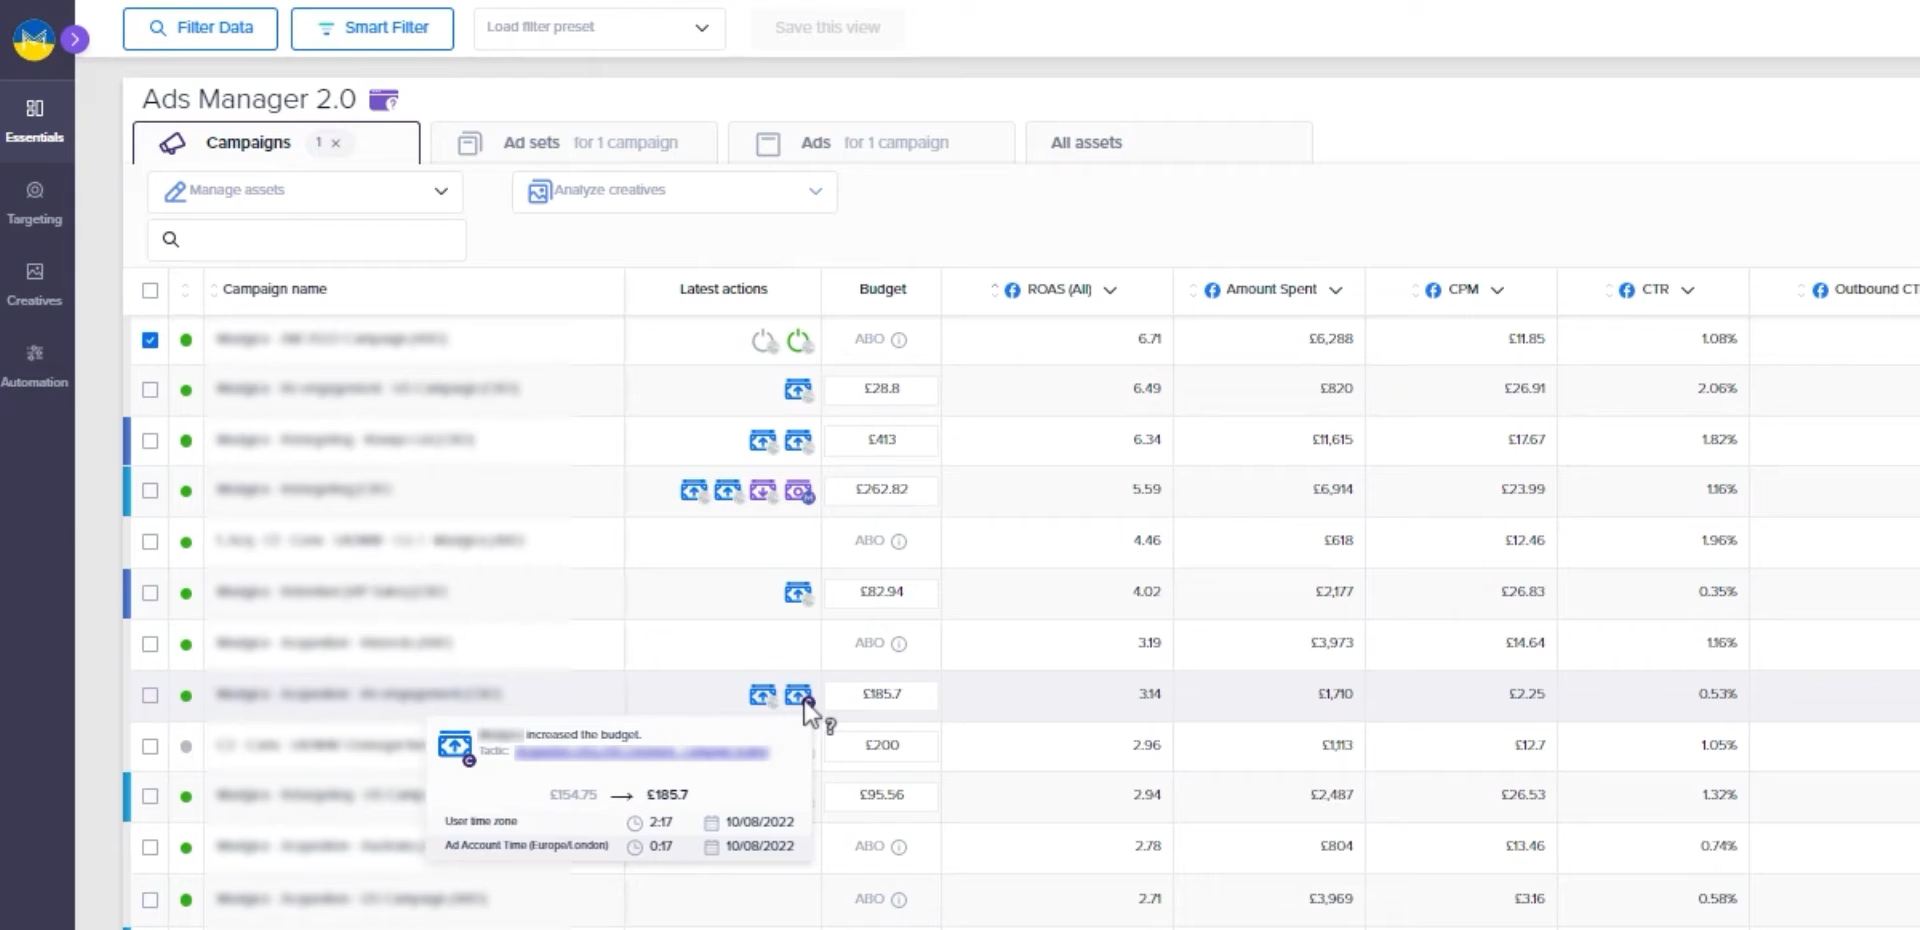 Filter Data
Smart Filter
Load filter preset
Save this view
Ads Manager 2.0
Essentials
Targeting
Creatives
Automation
Campaigns 1 ×
Ad sets for 1 campaign
Ads for 1 campaign
All assets
Manage assets
Analyze creatives
Campaign name Latest actions Budget ROAS (All) Amount Spent CPM CTR Outbound CT
ABO 6.71 £6,288 £11.85 1.08%
£28.8 6.49 £820 £26.91 2.06%
£413 6.34 £11,615 £17.67 1.82%
£262.82 5.59 £6,914 £23.99 1.16%
ABO 4.46 £618 £12.46 1.96%
£82.94 4.02 £2,177 £26.83 0.35%
ABO 3.19 £3,973 £14.64 1.16%
£185.7 3.14 £1,710 £2.25 0.53%
£200 2.96 £1,113 £12.7 1.05%
£95.56 2.94 £2,487 £26.53 1.32%
ABO 2.78 £804 £13.46 0.74%
ABO 2.71 £3,969 £3.16 0.58%
increased the budget.
Tactic:
£154.75 → £185.7
User time zone 2:17 10/08/2022
Ad Account Time (Europe/London) 0:17 10/08/2022